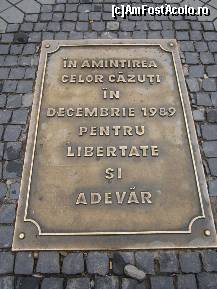 (c) AmFostAcolo.ro
ÎN AMINTIREA
CELOR CĂZUȚI
ÎN
DECEMBRIE 1989
PENTRU
LIBERTATE
ȘI
ADEVĂR